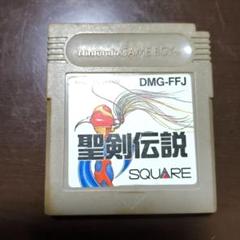 Nintendo GAME BOY
DMG-FFJ
聖剣伝説
SQUARE